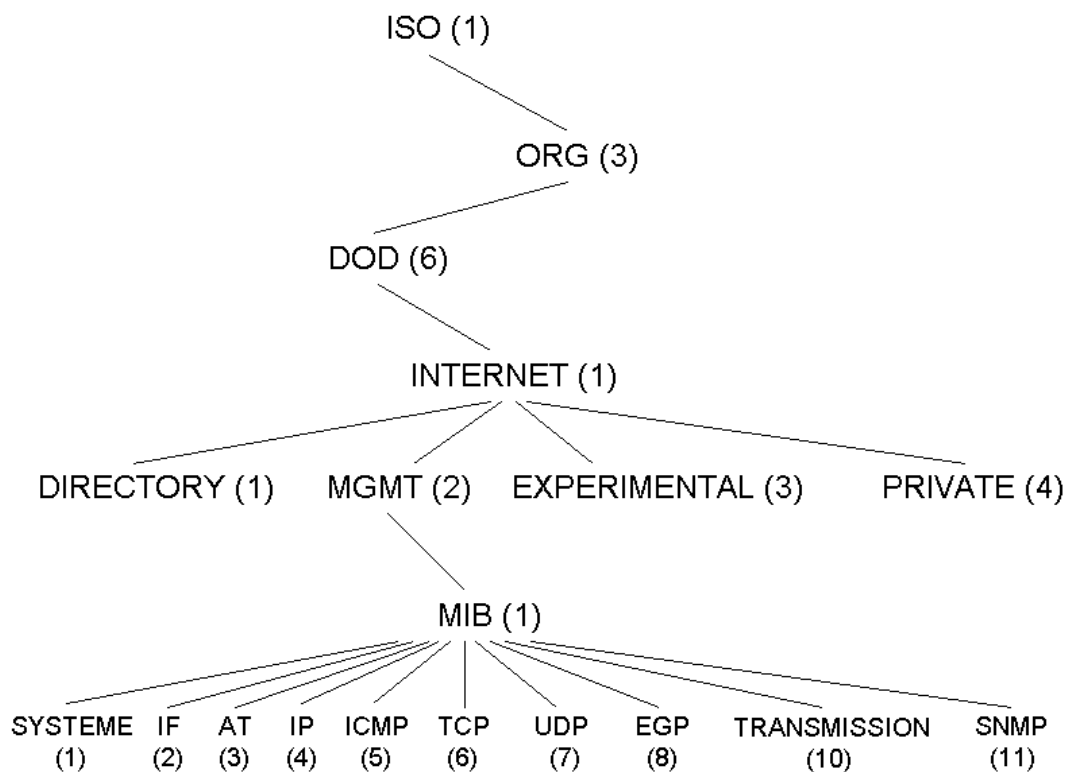 ISO (1)
ORG (3)
DOD (6)
INTERNET (1)
DIRECTORY (1) MGMT (2) EXPERIMENTAL (3) PRIVATE (4)
MIB (1)
SYSTEME IF AT IP ICMP TCP UDP EGP TRANSMISSION SNMP
(1) (2) (3) (4) (5) (6) (7) (8) (10) (11)